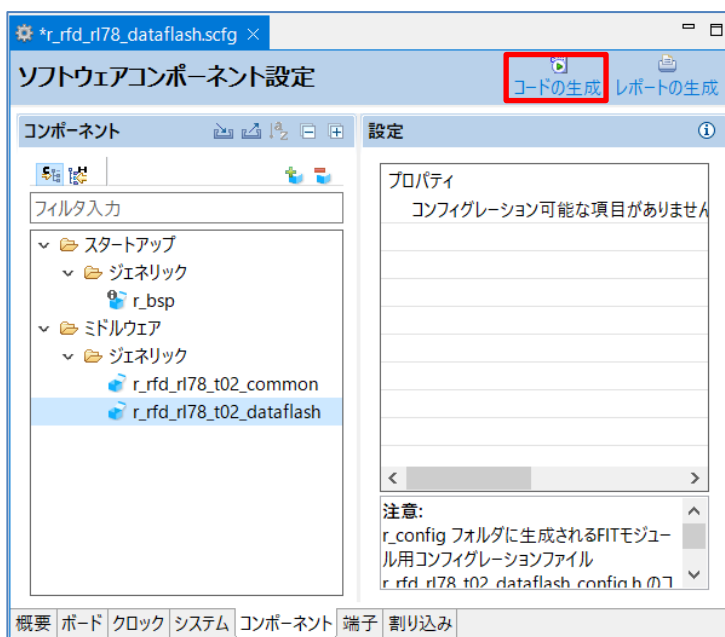 *r_rfd_rl78_dataflash.scfg
ソフトウェアコンポーネント設定
コードの生成 レポートの生成
コンポーネント
設定
フィルタ入力
スタートアップ
ジェネリック
r_bsp
ミドルウェア
ジェネリック
r_rfd_rl78_t02_common
r_rfd_rl78_t02_dataflash
プロパティ
コンフィグレーション可能な項目がありません
注意:
r_config フォルダに生成されるFITモジュー
ル用コンフィグレーションファイル
r_rfd_rl78_t02_dataflash_config.h のコ
概要 ボード クロック システム コンポーネント 端子 割り込み